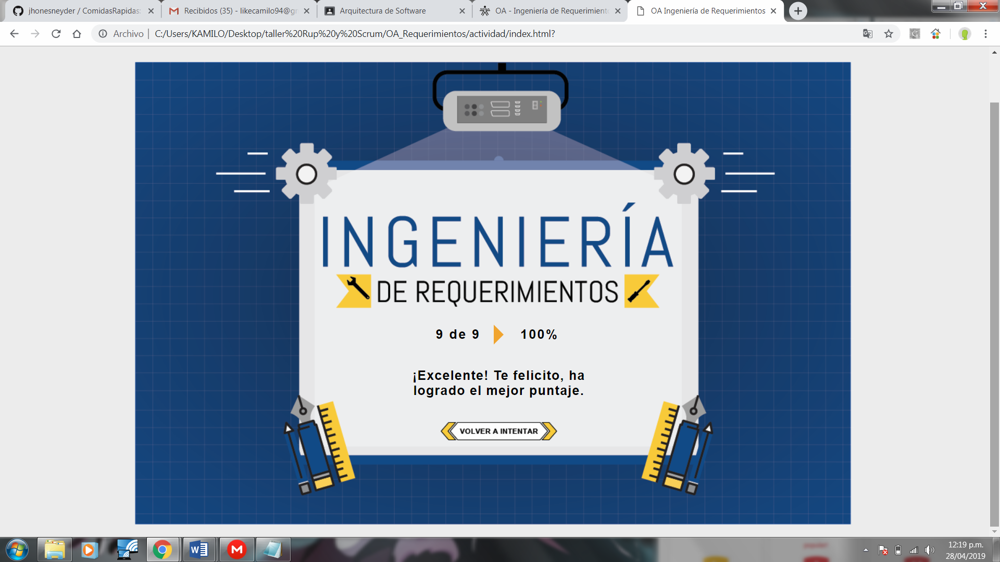 jhonesneyder / ComidasRapidas:
Recibidos (35) - likecamilo94@gm
Arquitectura de Software
OA - Ingeniería de Requerimient
OA Ingeniería de Requerimientos
Archivo
C:/Users/KAMILO/Desktop/taller%20Rup%20y%20Scrum/OA_Requerimientos/actividad/index.html?
INGENIERÍA
DE REQUERIMIENTOS
9 de 9
100%
¡Excelente! Te felicito, ha
logrado el mejor puntaje.
VOLVER A INTENTAR
12:19 p.m.
28/04/2019